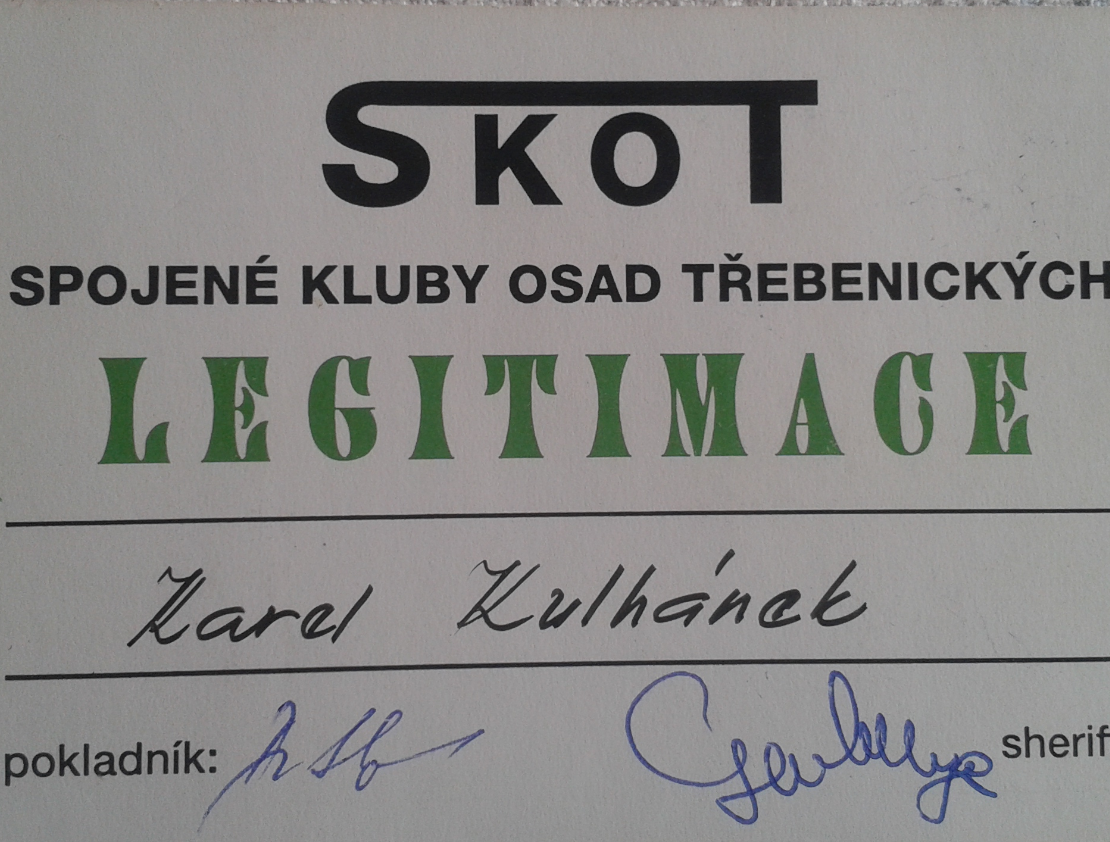 SKOT
SPOJENÉ KLUBY OSAD TŘEBENICKÝCH
LEGITIMACE
Karel Kulhánek
pokladník: sherif